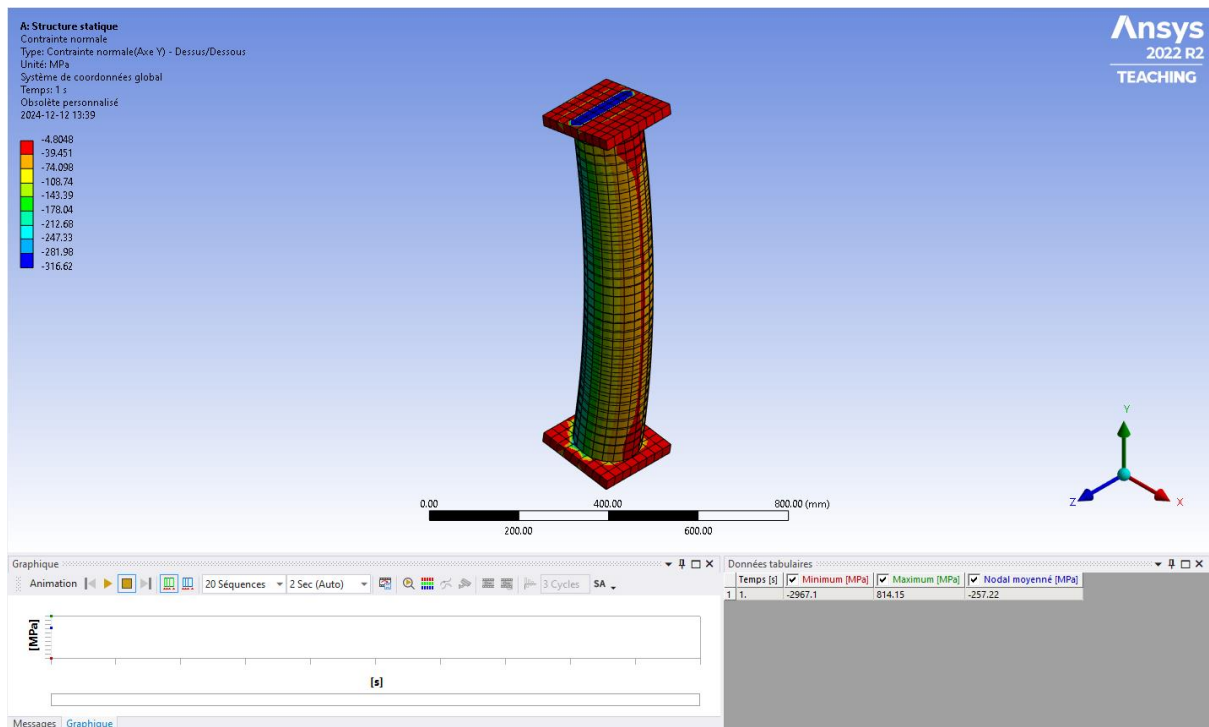 A: Structure statique
Contrainte normale
Type: Contrainte normale(Axe Y) - Dessus/Dessous
Unité: MPa
Système de coordonnées global
Temps: 1 s
Obsolète personnalisé
2024-12-12 13:39
-4.8048
-39.451
-74.098
-108.74
-143.39
-178.04
-212.68
-247.33
-281.98
-316.62
Ansys
2022 R2
TEACHING
Y
Z
X
0.00 400.00 800.00 (mm)
200.00 600.00
Graphique
Animation 20 Séquences 2 Sec (Auto) 3 Cycles SA
[MPa]
[s]
Messages Graphique
Données tabulaires
Temps [s] Minimum [MPa] Maximum [MPa] Nodal moyenné [MPa]
1 1. -2967.1 814.15 -257.22